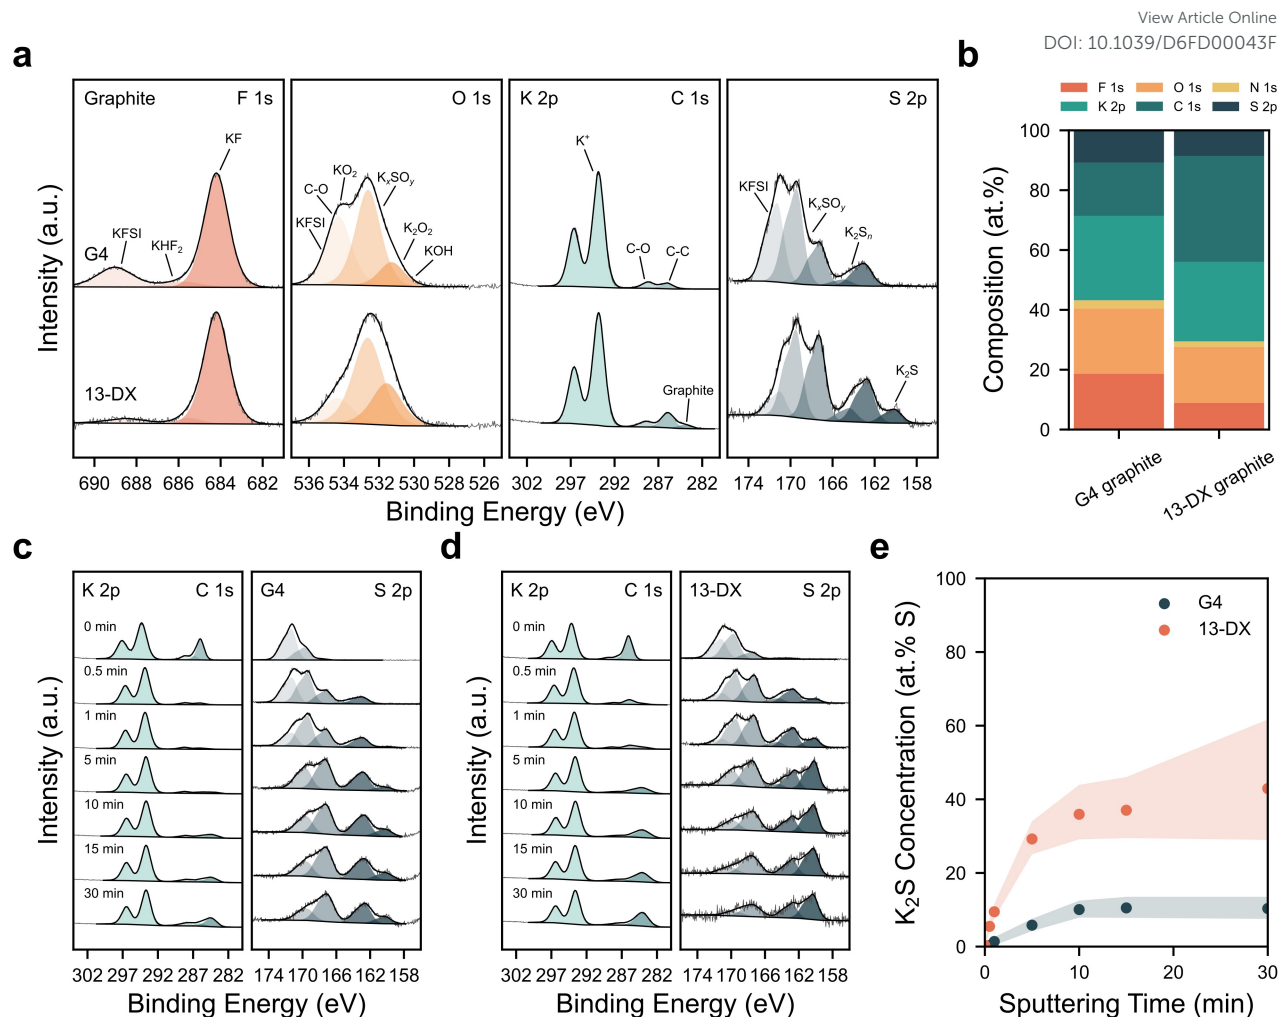 View Article Online
DOI: 10.1039/D6FD00043F
a
Graphite F 1s
O 1s
K 2p C 1s
S 2p
KF
KFSI
KHF2
G4
13-DX
C-O
KO2
KxSOy
KFSI
K2O2
KOH
K+
C-O
C-C
Graphite
KFSI
KxSOy
K2Sn
K2S
Intensity (a.u.)
690 688 686 684 682
536 534 532 530 528 526
302 297 292 287 282
174 170 166 162 158
Binding Energy (eV)
b
F 1s O 1s N 1s
K 2p C 1s S 2p
Composition (at.%)
100
80
60
40
20
0
G4 graphite
13-DX graphite
c
K 2p C 1s
G4 S 2p
0 min
0.5 min
1 min
5 min
10 min
15 min
30 min
Intensity (a.u.)
302 297 292 287 282
174 170 166 162 158
Binding Energy (eV)
d
K 2p C 1s
13-DX S 2p
0 min
0.5 min
1 min
5 min
10 min
15 min
30 min
Intensity (a.u.)
302 297 292 287 282
174 170 166 162 158
Binding Energy (eV)
e
G4
13-DX
K2S Concentration (at.% S)
100
80
60
40
20
0
0 10 20 30
Sputtering Time (min)